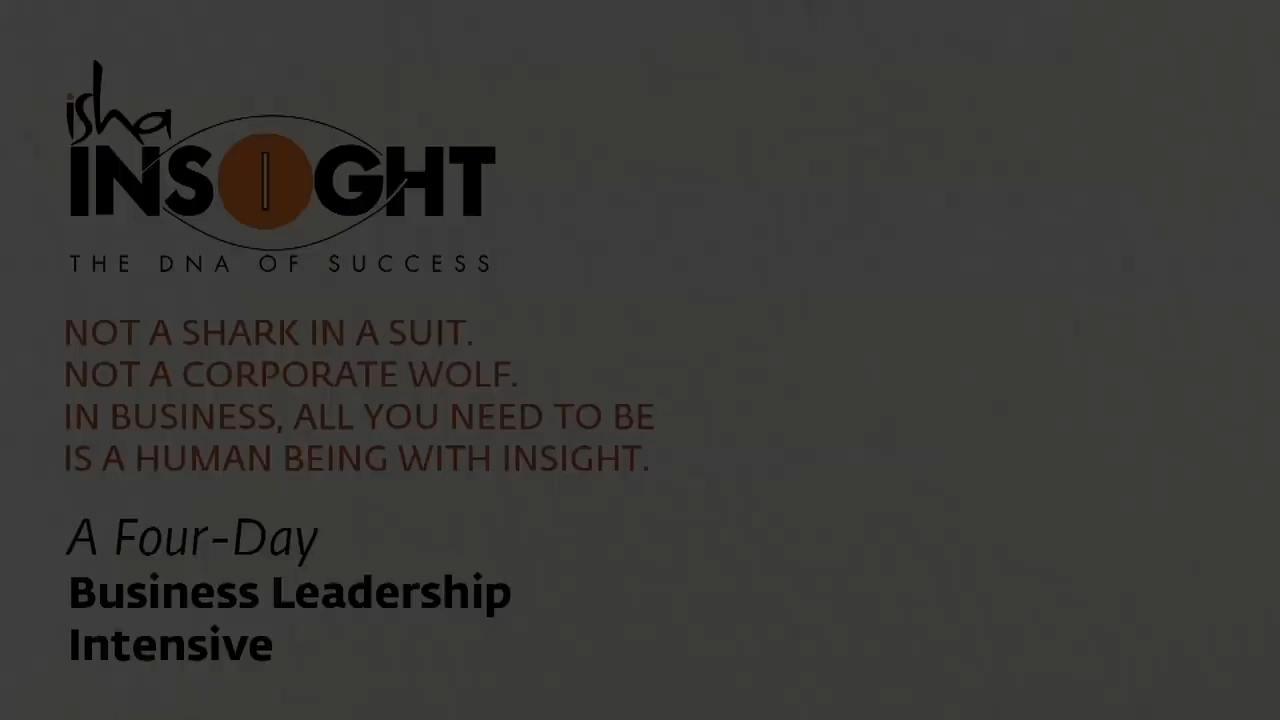 isha
INSIGHT
THE DNA OF SUCCESS
NOT A SHARK IN A SUIT.
NOT A CORPORATE WOLF.
IN BUSINESS, ALL YOU NEED TO BE
IS A HUMAN BEING WITH INSIGHT.
A Four-Day
Business Leadership
Intensive